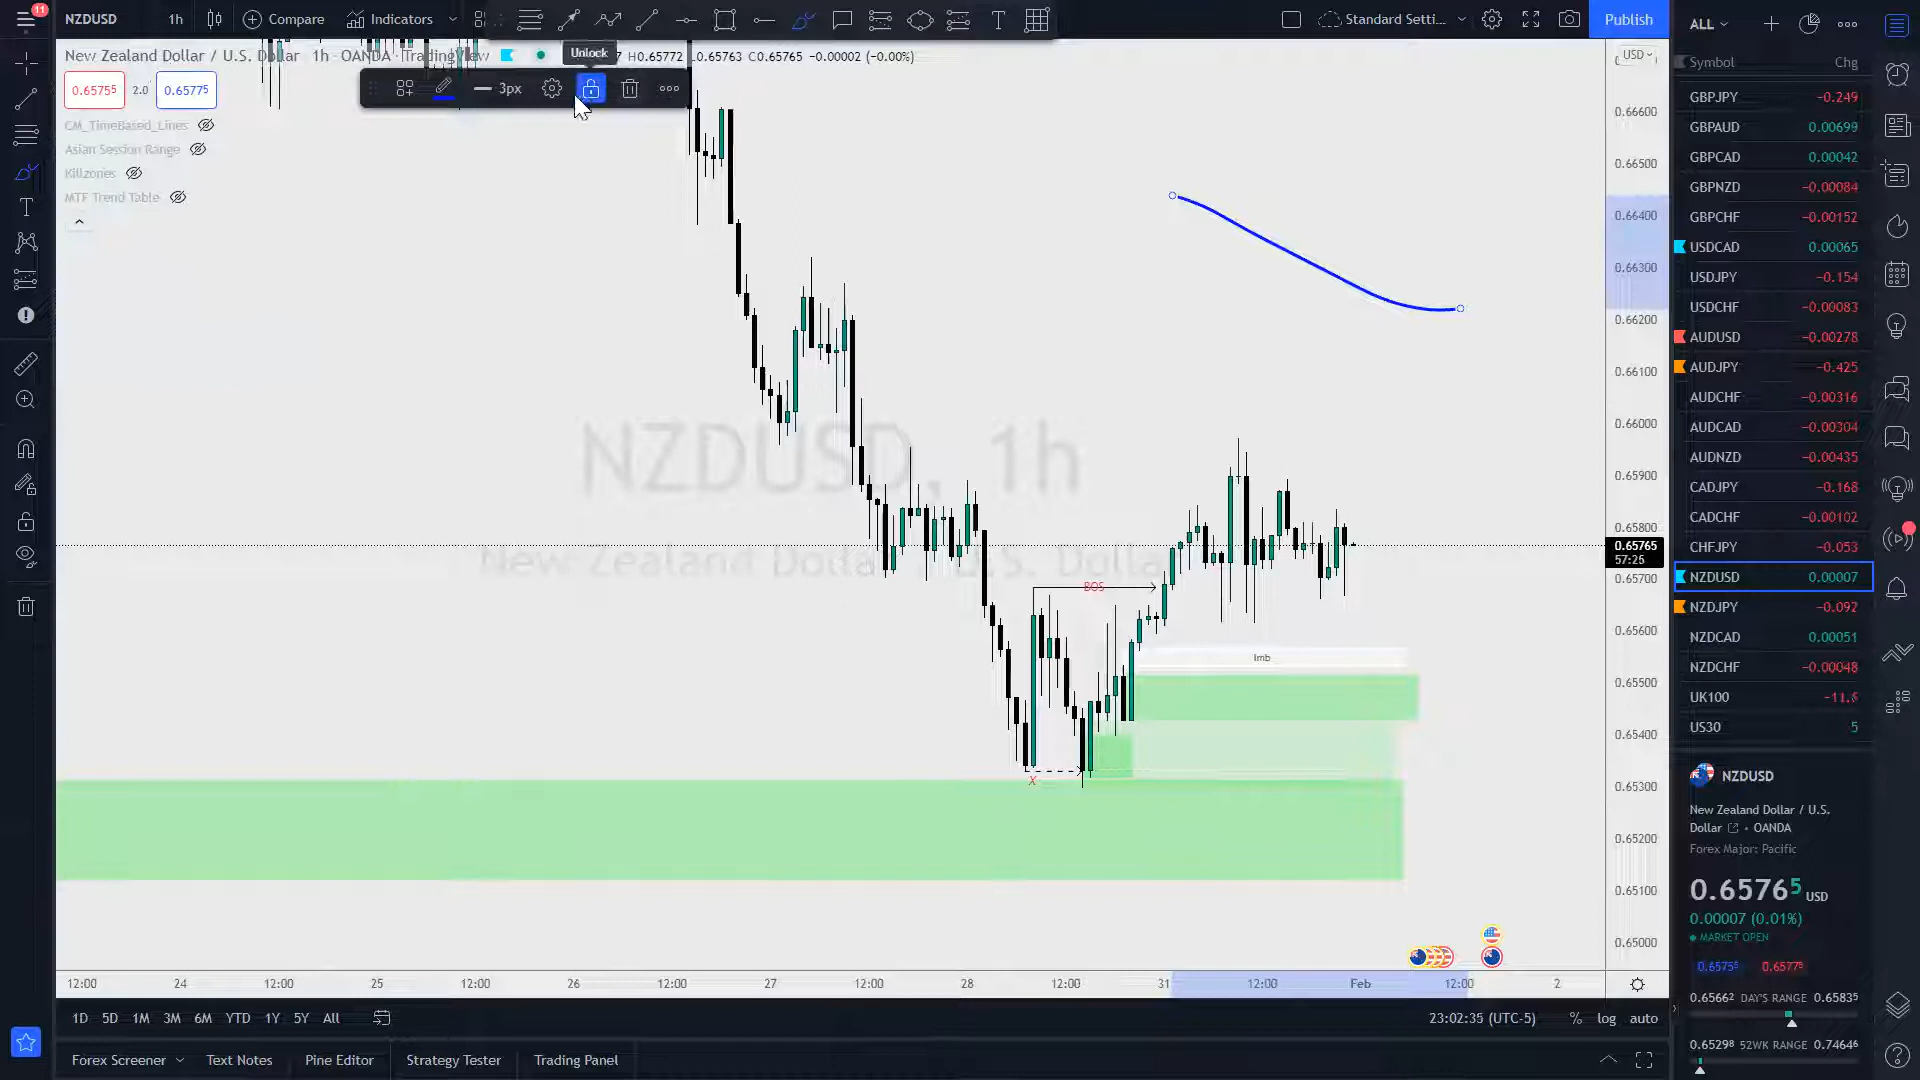 11
NZDUSD 1h Compare Indicators Standard Setti... Publish ALL
Unlock
New Zealand Dollar / U.S. Dollar · 1h · OANDA · TradingView H0.65772 L0.65763 C0.65765 −0.00002 (−0.00%)
USD
Symbol Chg
0.65755 2.0 0.65775
3px
CM_TimeBased_Lines
Asian Session Range
Killzones
MTF Trend Table
GBPJPY −0.249
GBPAUD 0.00699
GBPCAD 0.00042
GBPNZD −0.00084
GBPCHF −0.00152
USDCAD 0.00065
USDJPY −0.154
USDCHF −0.00083
AUDUSD −0.00278
AUDJPY −0.425
AUDCHF −0.00316
AUDCAD −0.00304
AUDNZD −0.00435
CADJPY −0.168
CADCHF −0.00102
CHFJPY −0.053
NZDUSD 0.00007
NZDJPY −0.092
NZDCAD 0.00051
NZDCHF −0.00048
UK100
US30 5
0.66600
0.66500
0.66400
0.66300
0.66200
0.66100
0.66000
0.65900
0.65800
0.65765
57:25
0.65700
0.65600
0.65500
0.65400
0.65300
0.65200
0.65100
0.65000
NZDUSD, 1h
New Zealand Dollar / U.S. Dollar
BOS
Imb
X
NZDUSD
New Zealand Dollar / U.S.
Dollar · OANDA
Forex Major: Pacific
0.65765 USD
0.00007 (0.01%)
MARKET OPEN
0.65755 0.65775
0.65662 DAY'S RANGE 0.65835
0.65298 52WK RANGE 0.74646
12:00 24 12:00 25 12:00 26 12:00 27 12:00 28 12:00 31 12:00 Feb 12:00 2
1D 5D 1M 3M 6M YTD 1Y 5Y All 23:02:35 (UTC-5) % log auto
Forex Screener Text Notes Pine Editor Strategy Tester Trading Panel